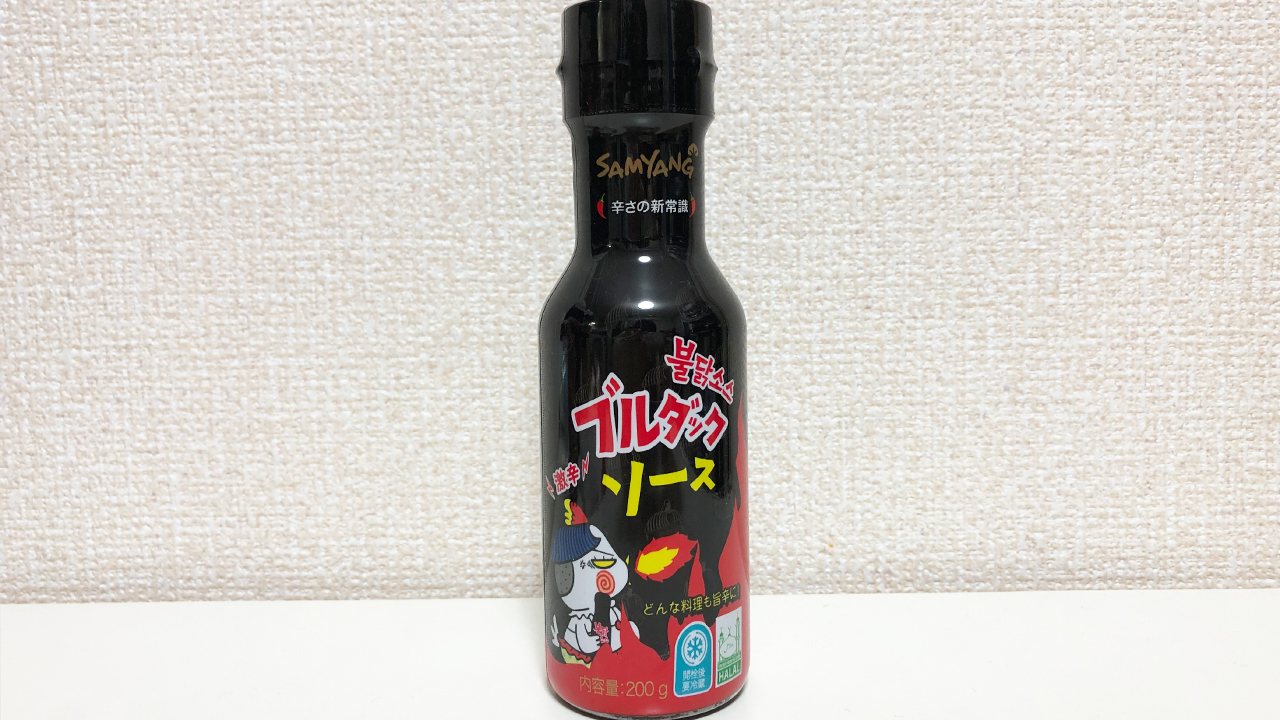 SAMYANG
辛さの新常識
불닭소스
ブルダック
激辛
ソース
どんな料理も旨辛に!
開栓後
要冷蔵
HALAL
内容量:200g